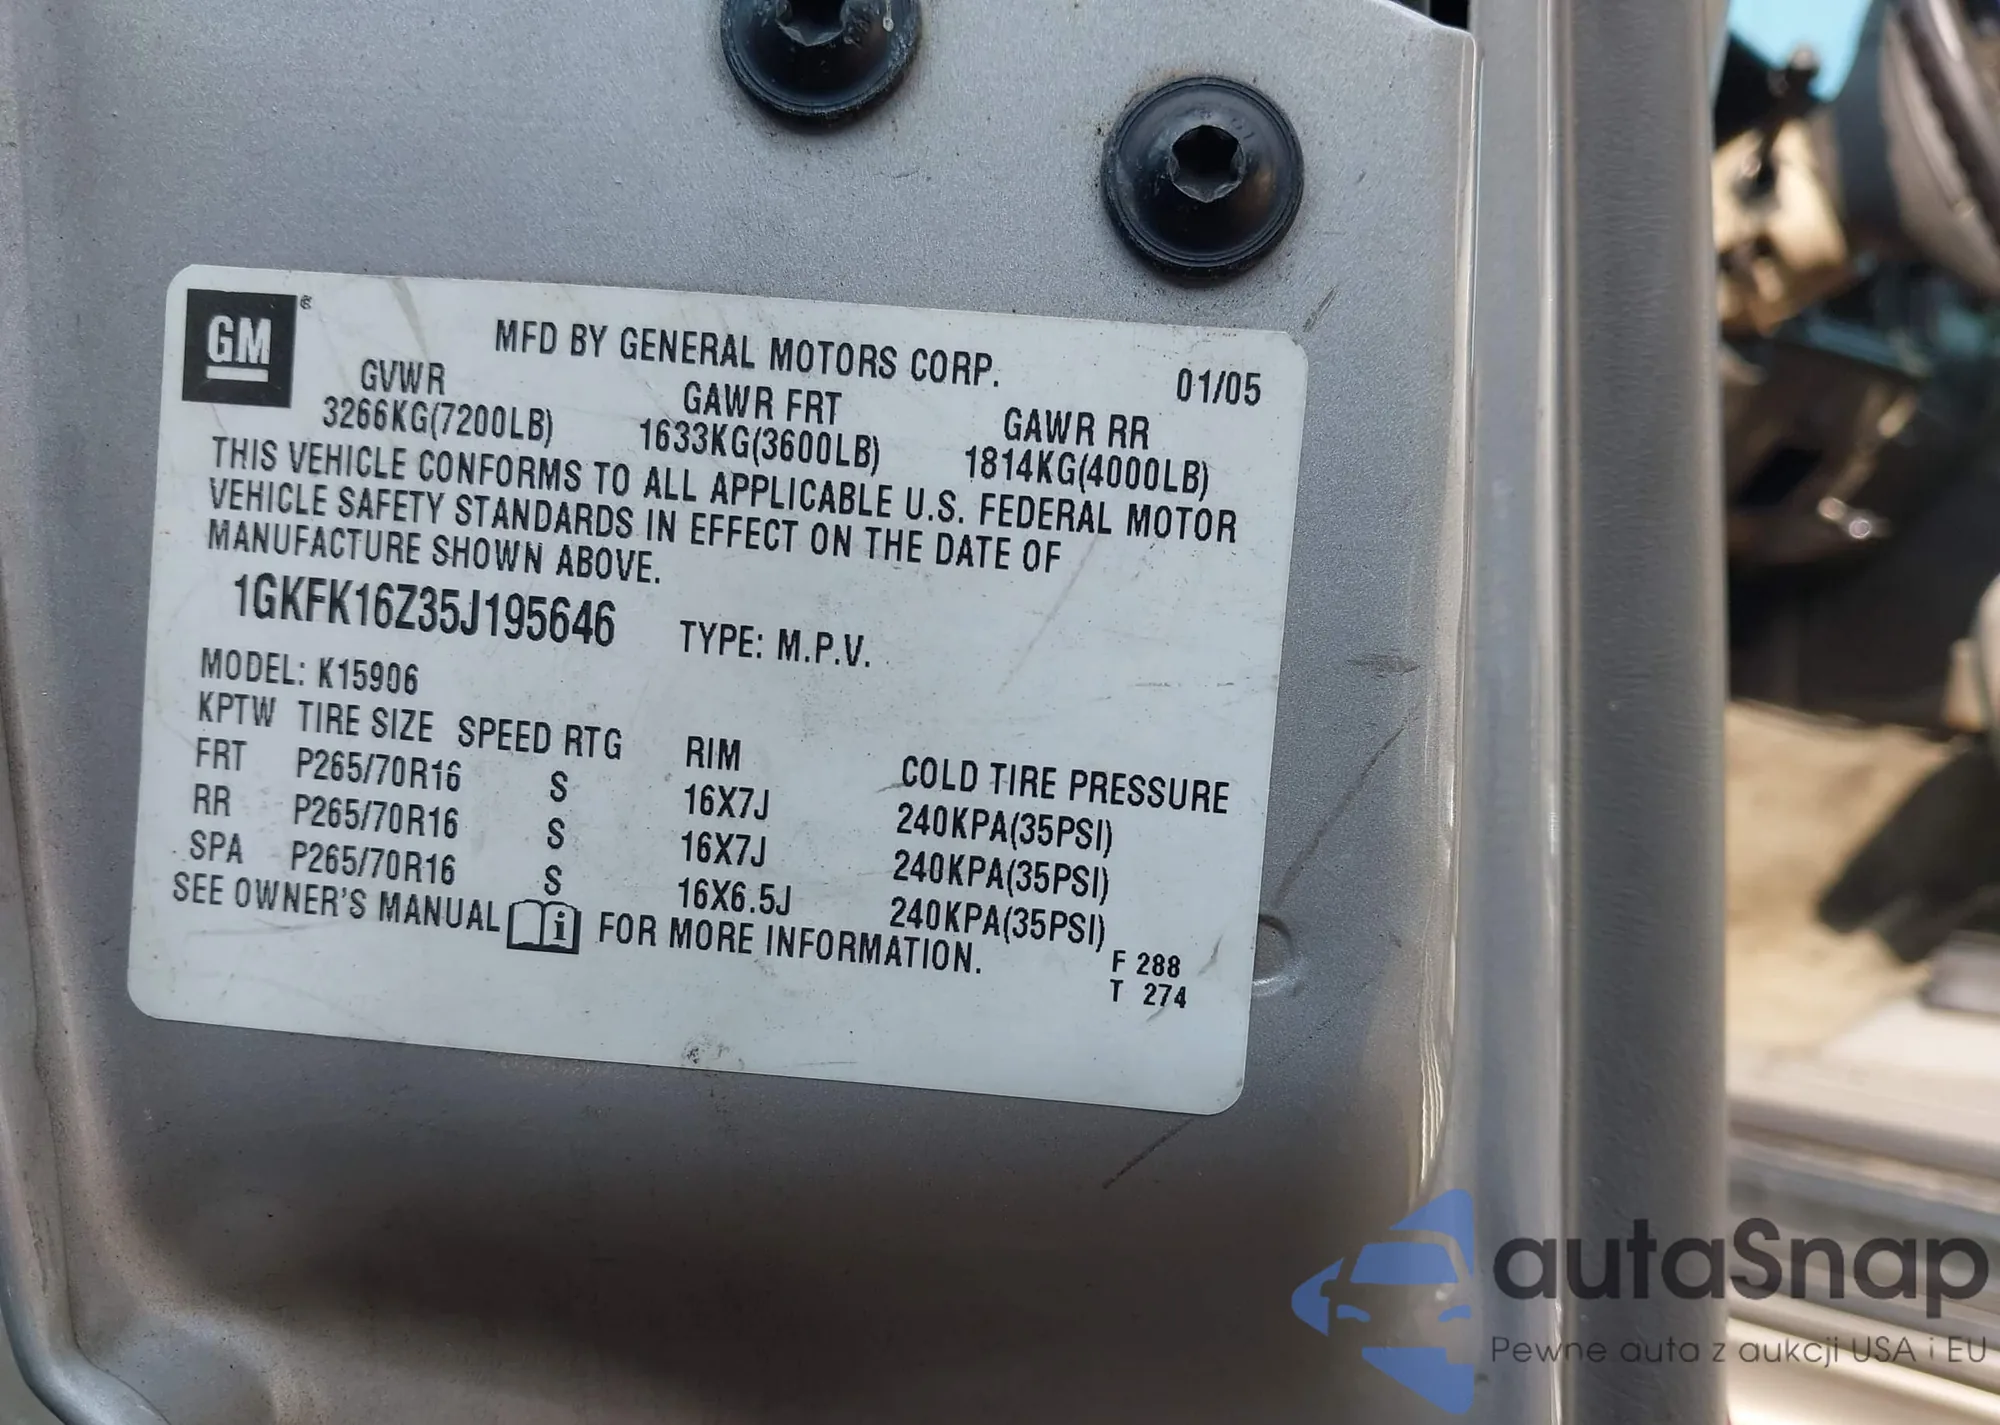 GM
MFD BY GENERAL MOTORS CORP. 01/05
GVWR GAWR FRT GAWR RR
3266KG(7200LB) 1633KG(3600LB) 1814KG(4000LB)
THIS VEHICLE CONFORMS TO ALL APPLICABLE U.S. FEDERAL MOTOR
VEHICLE SAFETY STANDARDS IN EFFECT ON THE DATE OF
MANUFACTURE SHOWN ABOVE.
1GKFK16Z35J195646 TYPE: M.P.V.
MODEL: K15906
KPTW TIRE SIZE SPEED RTG RIM COLD TIRE PRESSURE
FRT P265/70R16 S 16X7J 240KPA(35PSI)
RR P265/70R16 S 16X7J 240KPA(35PSI)
SPA P265/70R16 S 16X6.5J 240KPA(35PSI)
SEE OWNER'S MANUAL i FOR MORE INFORMATION.
F 288
T 274
autaSnap
Pewne auta z aukcji USA i EU